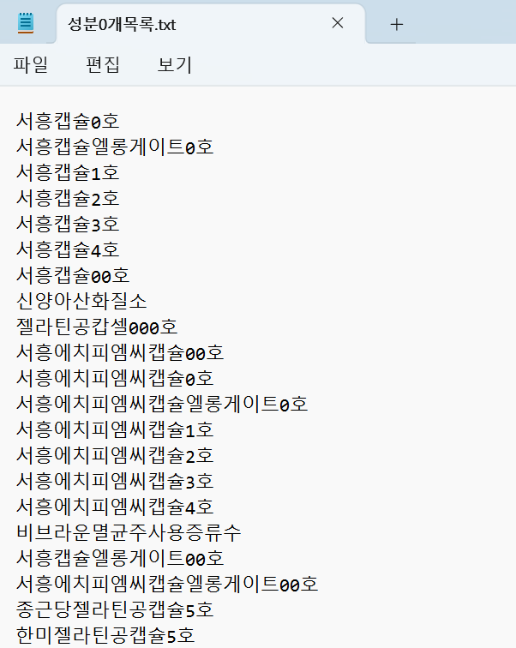 성분0개목록.txt
파일 편집 보기
서흥캡슐0호
서흥캡슐엘롱게이트0호
서흥캡슐1호
서흥캡슐2호
서흥캡슐3호
서흥캡슐4호
서흥캡슐00호
신양아산화질소
젤라틴공캅셀000호
서흥에치피엠씨캡슐00호
서흥에치피엠씨캡슐0호
서흥에치피엠씨캡슐엘롱게이트0호
서흥에치피엠씨캡슐1호
서흥에치피엠씨캡슐2호
서흥에치피엠씨캡슐3호
서흥에치피엠씨캡슐4호
비브라운멸균주사용증류수
서흥캡슐엘롱게이트00호
서흥에치피엠씨캡슐엘롱게이트00호
종근당젤라틴공캡슐5호
한미젤라틴공캡슐5호